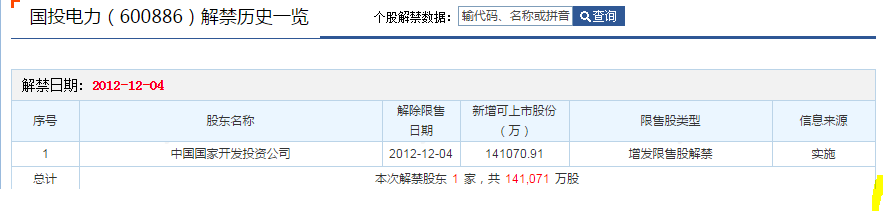 国投电力（600886）解禁历史一览
个股解禁数据： 输代码、名称或拼音 查询
解禁日期：2012-12-04
序号 股东名称 解除限售日期 新增可上市股份（万） 限售股类型 信息来源
1 中国国家开发投资公司 2012-12-04 141070.91 增发限售股解禁 实施
总计 本次解禁股东 1 家，共 141,071 万股